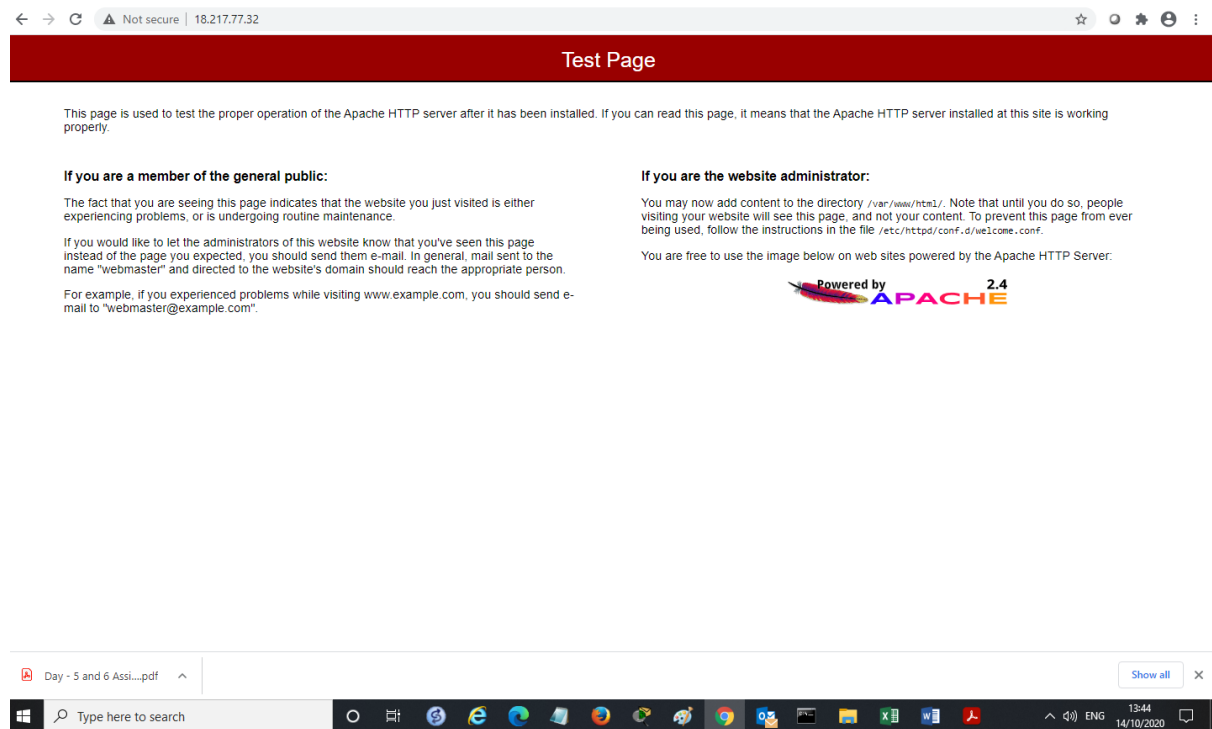 Not secure | 18.217.77.32
Test Page
This page is used to test the proper operation of the Apache HTTP server after it has been installed. If you can read this page, it means that the Apache HTTP server installed at this site is working
properly.
If you are a member of the general public:
The fact that you are seeing this page indicates that the website you just visited is either
experiencing problems, or is undergoing routine maintenance.
If you would like to let the administrators of this website know that you've seen this page
instead of the page you expected, you should send them e-mail. In general, mail sent to the
name "webmaster" and directed to the website's domain should reach the appropriate person.
For example, if you experienced problems while visiting www.example.com, you should send e-
mail to "webmaster@example.com".
If you are the website administrator:
You may now add content to the directory /var/www/html/. Note that until you do so, people
visiting your website will see this page, and not your content. To prevent this page from ever
being used, follow the instructions in the file /etc/httpd/conf.d/welcome.conf.
You are free to use the image below on web sites powered by the Apache HTTP Server:
Powered by 2.4
APACHE
Day - 5 and 6 Assi....pdf
Show all
Type here to search
ENG
13:44
14/10/2020